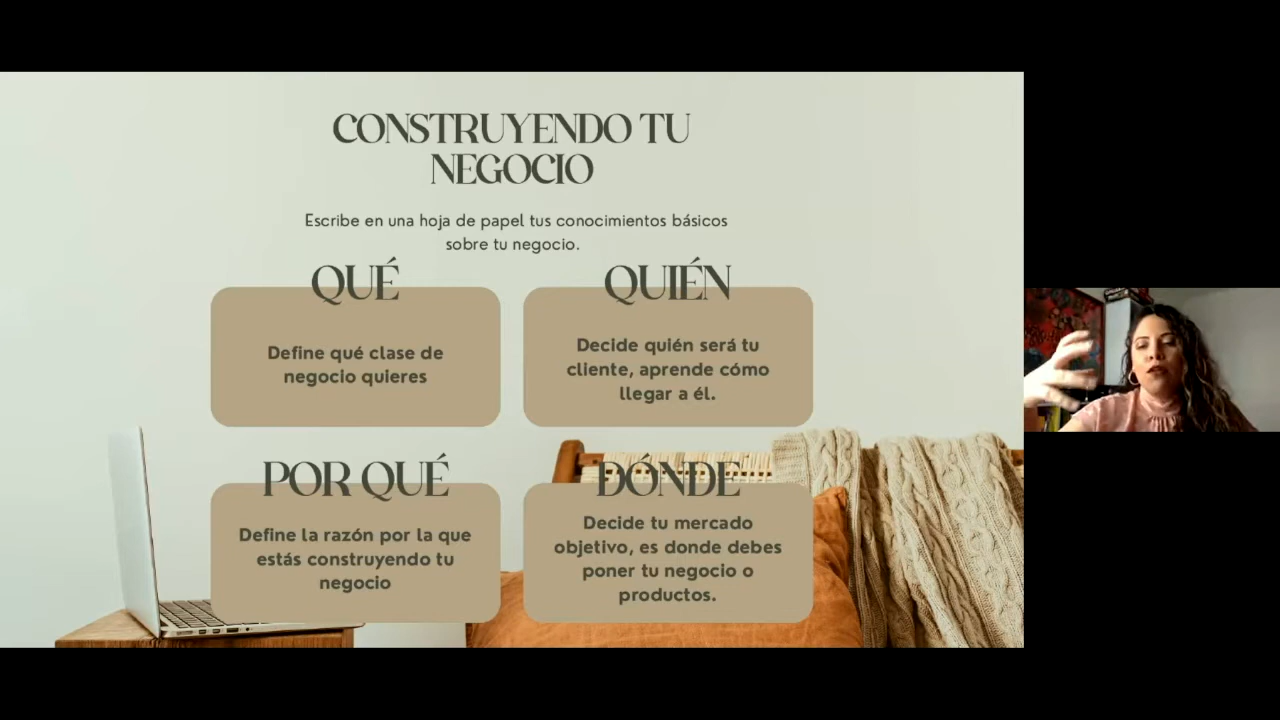 CONSTRUYENDO TU
NEGOCIO
Escribe en una hoja de papel tus conocimientos básicos
sobre tu negocio.
QUÉ
Define qué clase de
negocio quieres
QUIÉN
Decide quién será tu
cliente, aprende cómo
llegar a él.
POR QUÉ
Define la razón por la que
estás construyendo tu
negocio
DÓNDE
Decide tu mercado
objetivo, es donde debes
poner tu negocio o
productos.